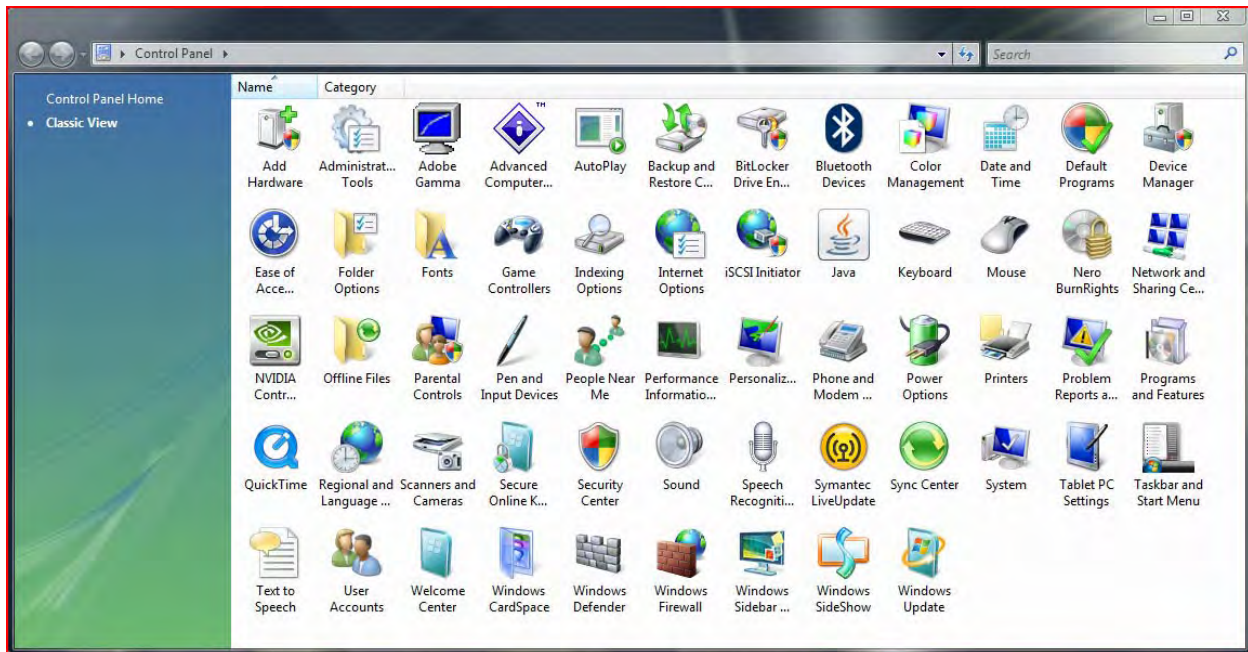 Control Panel
Search
Control Panel Home
Classic View
Name Category
TM
Add Administrat... Adobe Advanced AutoPlay Backup and BitLocker Bluetooth Color Date and Default Device
Hardware Tools Gamma Computer... Restore C... Drive En... Devices Management Time Programs Manager
Ease of Folder Fonts Game Indexing Internet iSCSI Initiator Java Keyboard Mouse Nero Network and
Acce... Options Controllers Options Options BurnRights Sharing Ce...
NVIDIA Offline Files Parental Pen and People Near Performance Personaliz... Phone and Power Printers Problem Programs
Contr... Controls Input Devices Me Informatio... Modem ... Options Reports a... and Features
QuickTime Regional and Scanners and Secure Security Sound Speech Symantec Sync Center System Tablet PC Taskbar and
Language ... Cameras Online K... Center Recogniti... LiveUpdate Settings Start Menu
Text to User Welcome Windows Windows Windows Windows Windows Windows
Speech Accounts Center CardSpace Defender Firewall Sidebar ... SideShow Update